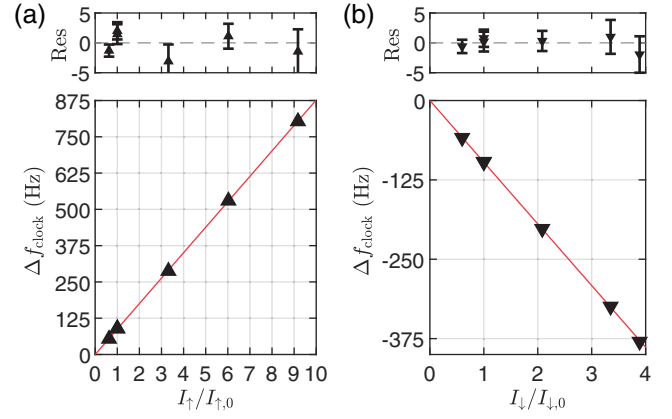 (a)
Res
5
0
-5
Δf_clock (Hz)
875
750
625
500
375
250
125
0
0 1 2 3 4 5 6 7 8 9 10
I↑/I↑,0
(b)
Res
5
0
-5
Δf_clock (Hz)
0
-125
-250
-375
0 1 2 3 4
I↓/I↓,0